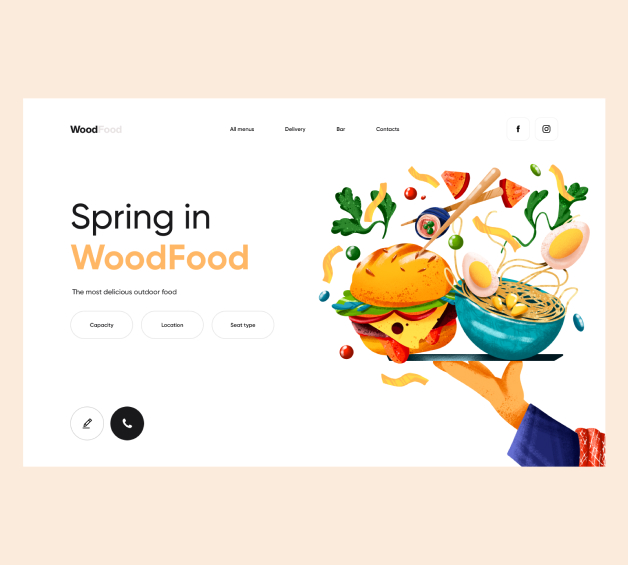 WoodFood
All menus
Delivery
Bar
Contacts
Spring in
WoodFood
The most delicious outdoor food
Capacity
Location
Seat type